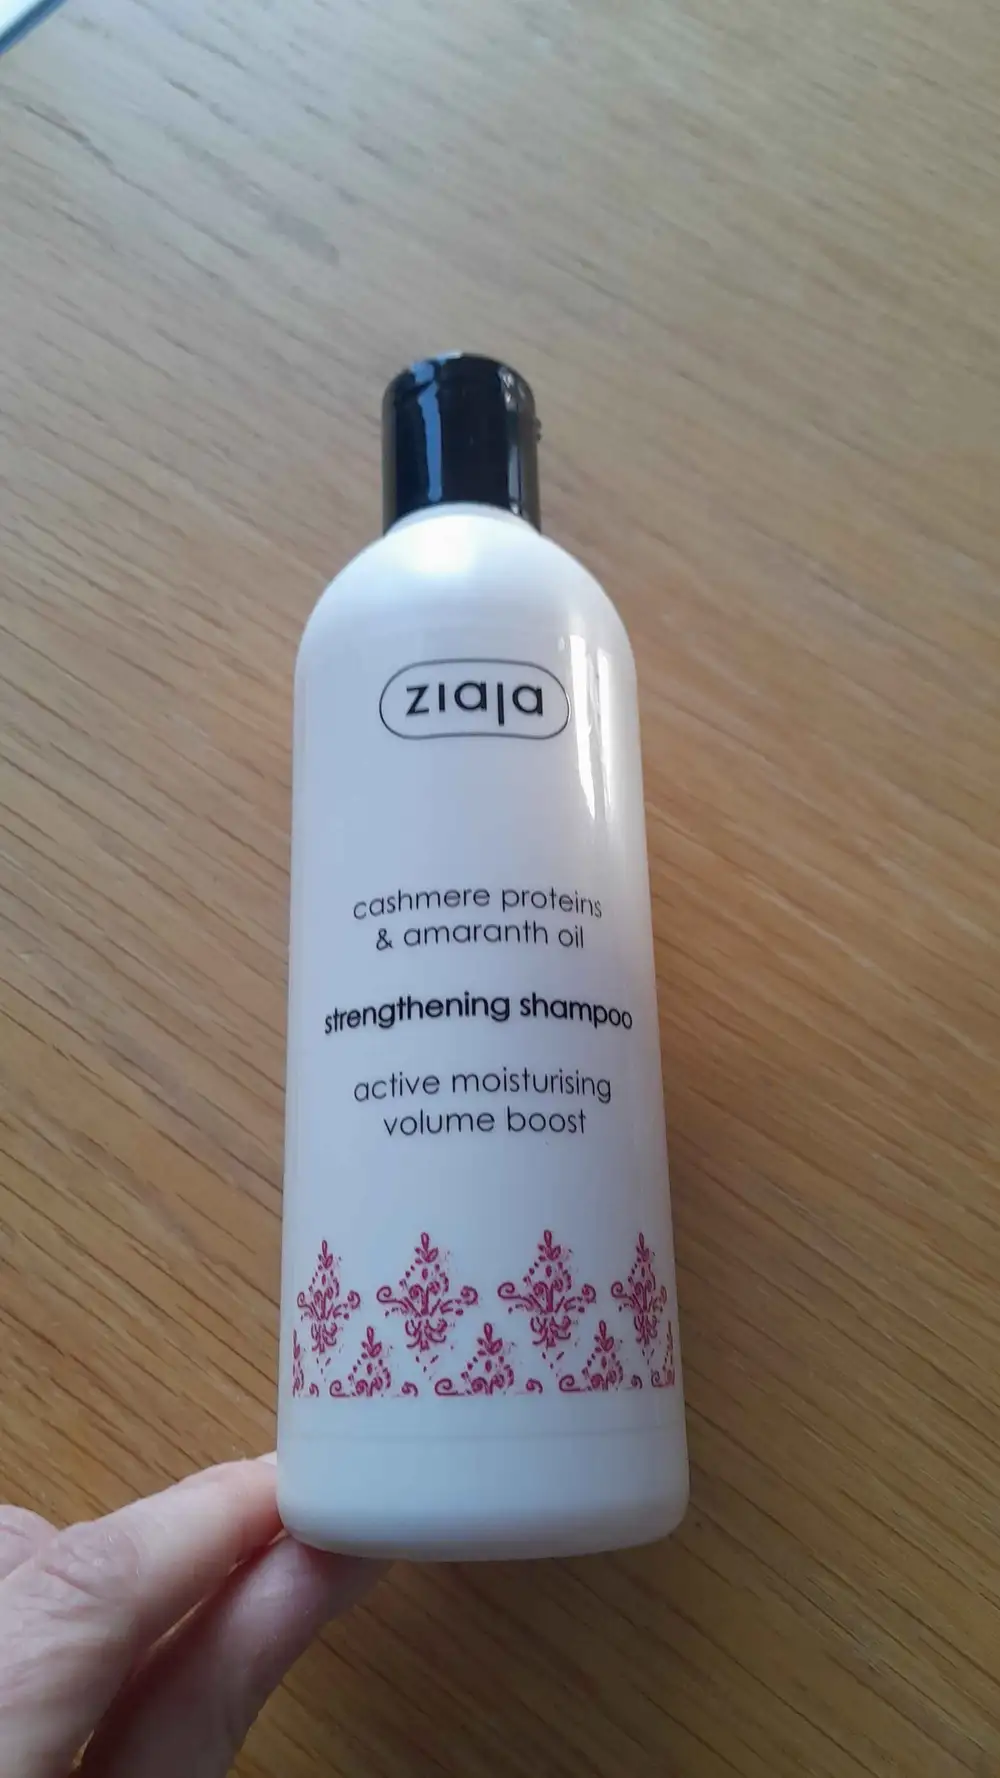 ziaja
cashmere proteins
& amaranth oil
strengthening shampoo
active moisturising
volume boost